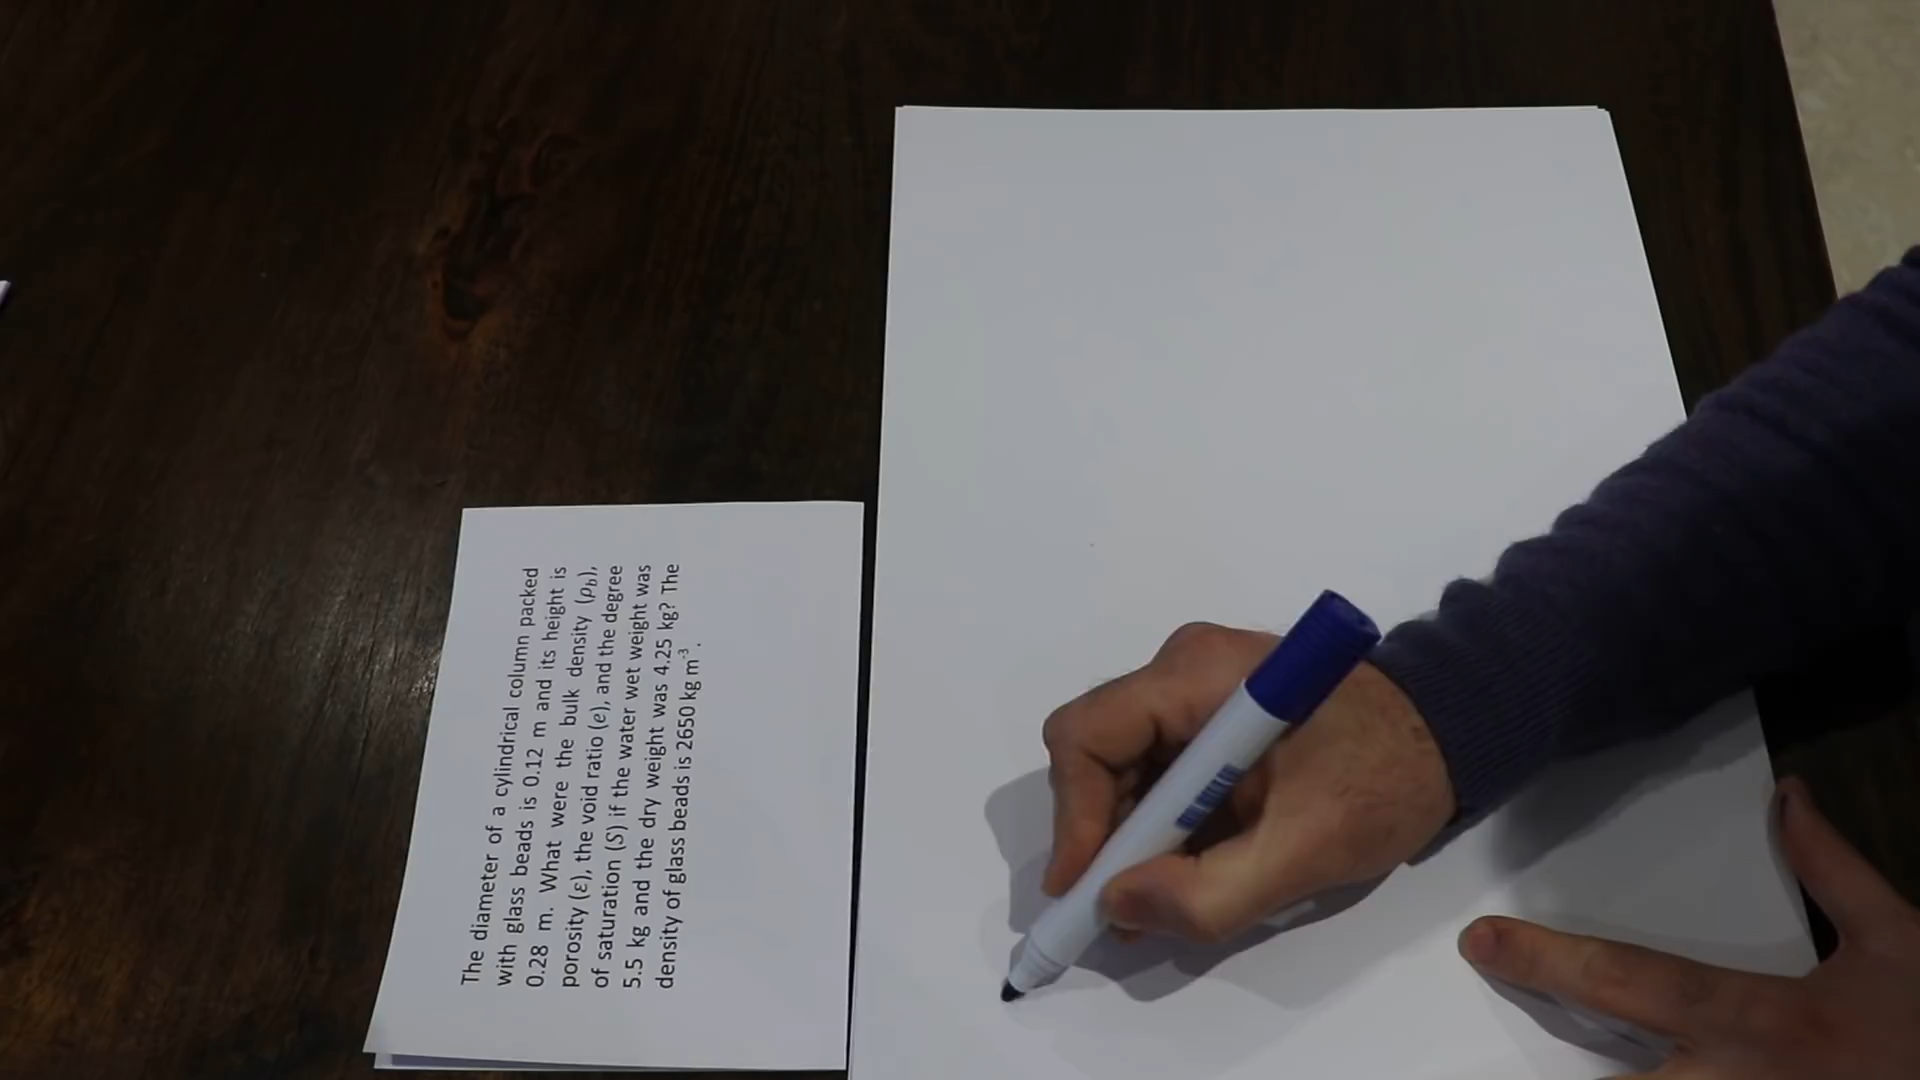 The diameter of a cylindrical column packed
with glass beads is 0.12 m and its height is
0.28 m. What were the bulk density (ρb),
porosity (ε), the void ratio (e), and the degree
of saturation (S) if the water wet weight was
5.5 kg and the dry weight was 4.25 kg? The
density of glass beads is 2650 kg m-3.